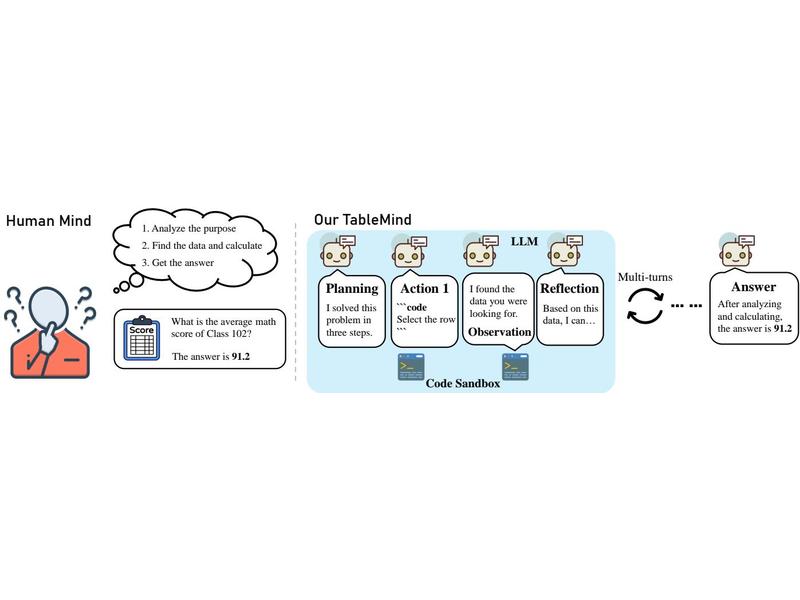 Human Mind
1. Analyze the purpose
2. Find the data and calculate
3. Get the answer
Score
What is the average math
score of Class 102?
The answer is 91.2
Our TableMind
LLM
Planning
I solved this
problem in
three steps.
Action 1
```code
Select the row
```
I found the
data you were
looking for.
Observation
Reflection
Based on this
data, I can…
Code Sandbox
Multi-turns
Answer
After analyzing
and calculating,
the answer is 91.2